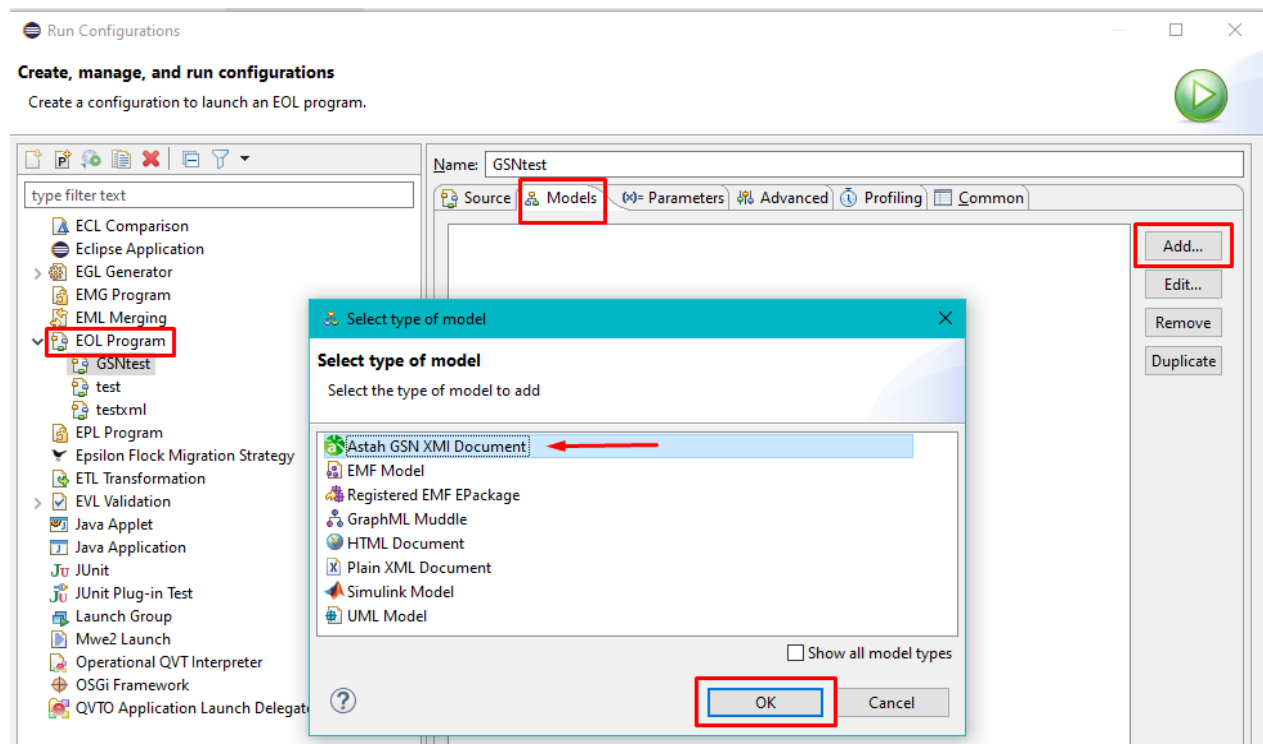 Run Configurations
Create, manage, and run configurations
Create a configuration to launch an EOL program.
type filter text
ECL Comparison
Eclipse Application
EGL Generator
EMG Program
EML Merging
EOL Program
GSNtest
test
testxml
EPL Program
Epsilon Flock Migration Strategy
ETL Transformation
EVL Validation
Java Applet
Java Application
JUnit
JUnit Plug-in Test
Launch Group
Mwe2 Launch
Operational QVT Interpreter
OSGi Framework
QVTO Application Launch Delegat
Name: GSNtest
Source Models (x)= Parameters Advanced Profiling Common
Add...
Edit...
Remove
Duplicate
Select type of model
Select type of model
Select the type of model to add
Astah GSN XMI Document
EMF Model
Registered EMF EPackage
GraphML Muddle
HTML Document
Plain XML Document
Simulink Model
UML Model
Show all model types
OK Cancel